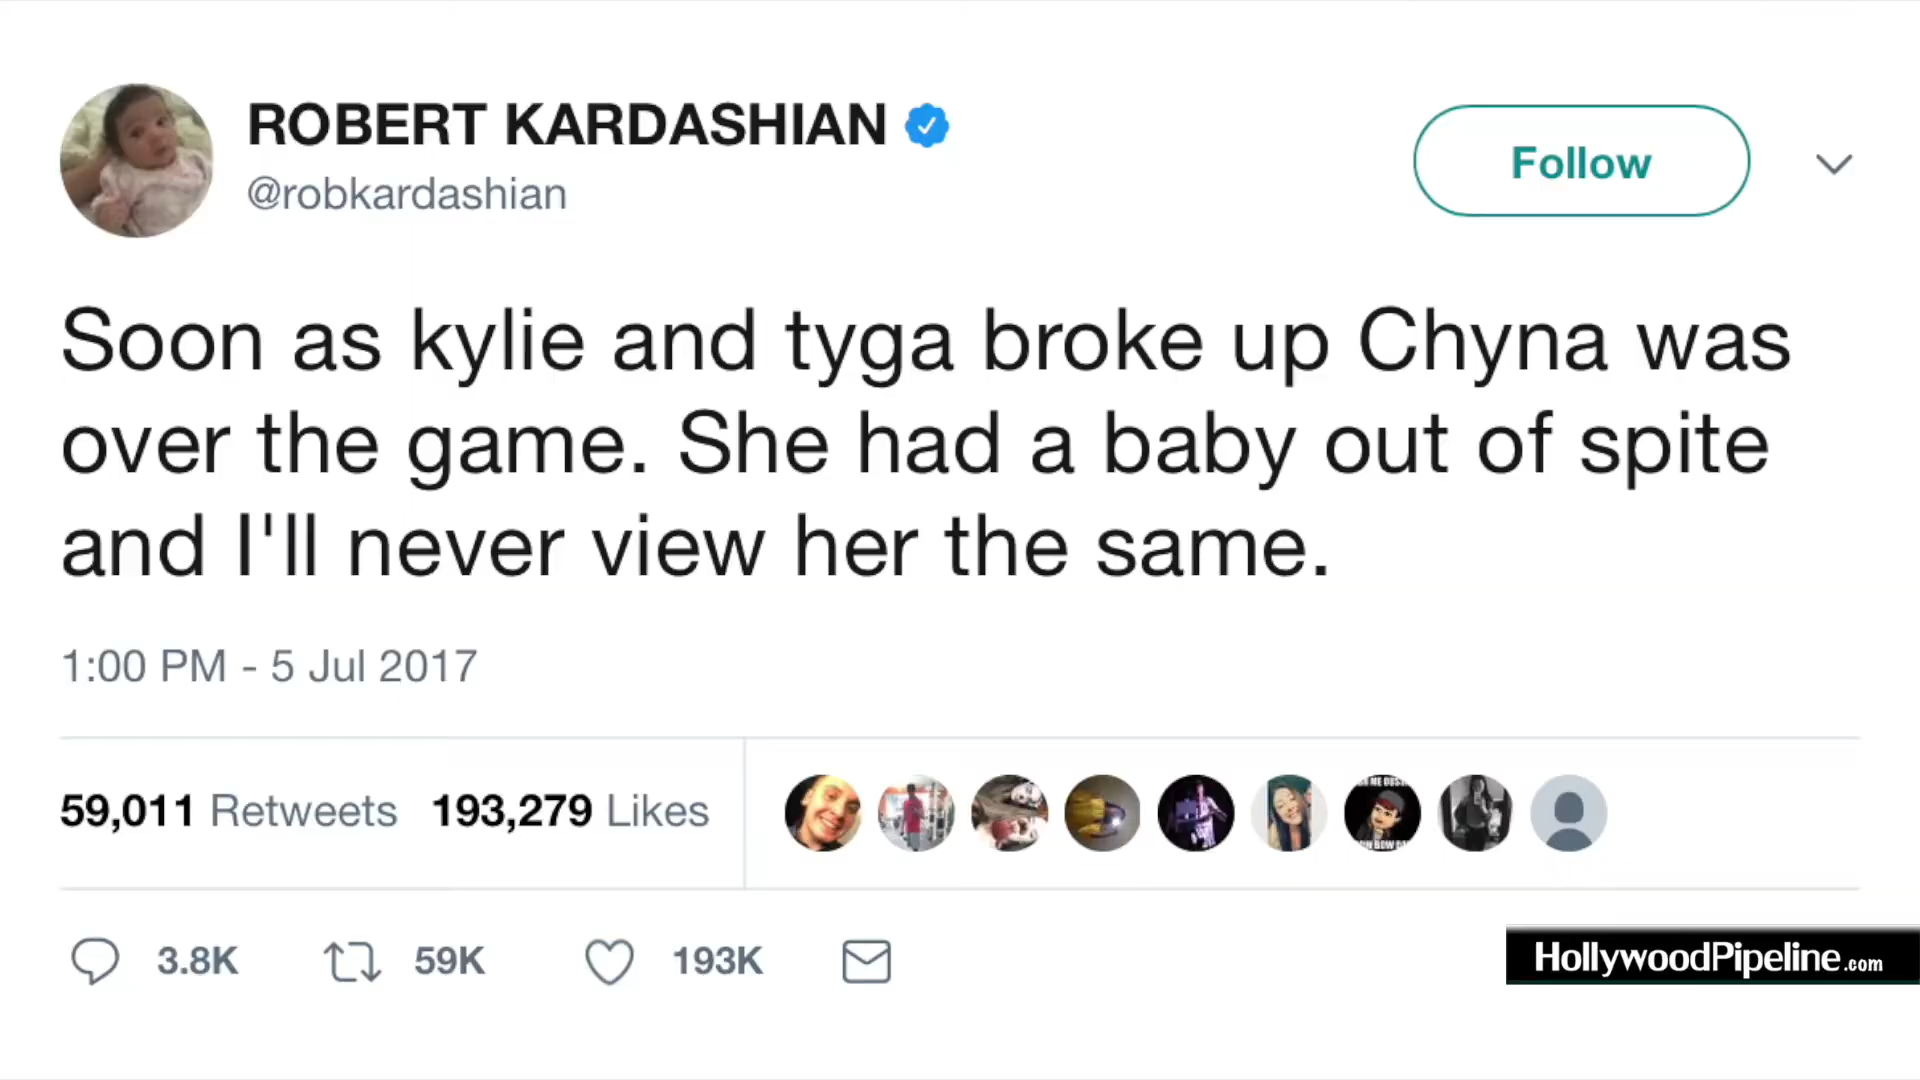 ROBERT KARDASHIAN
@robkardashian
Follow
Soon as kylie and tyga broke up Chyna was
over the game. She had a baby out of spite
and I'll never view her the same.
1:00 PM - 5 Jul 2017
59,011 Retweets 193,279 Likes
3.8K 59K 193K
HollywoodPipeline.com